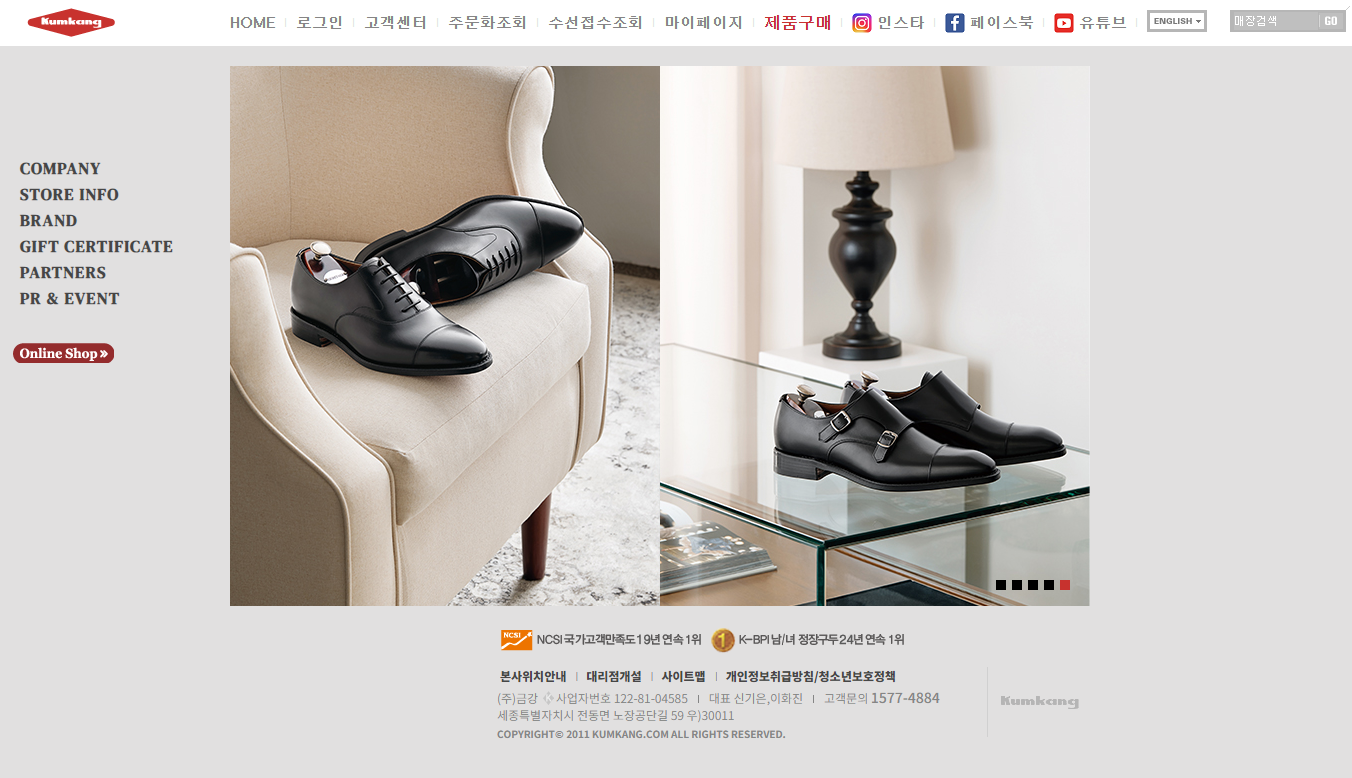 Kumkang
HOME 로그인 고객센터 주문화조회 수선접수조회 마이페이지 제품구매 인스타 페이스북 유튜브 ENGLISH 매장검색 GO
COMPANY
STORE INFO
BRAND
GIFT CERTIFICATE
PARTNERS
PR & EVENT
Online Shop »
NCSI NCSI 국가고객만족도 19년 연속 1위 1 K-BPI 남/녀 정장구두 24년 연속 1위
본사위치안내 | 대리점개설 | 사이트맵 | 개인정보취급방침/청소년보호정책
(주)금강 사업자번호 122-81-04585 | 대표 신기은,이화진 | 고객문의 1577-4884
세종특별자치시 전동면 노장공단길 59 우)30011
COPYRIGHT© 2011 KUMKANG.COM ALL RIGHTS RESERVED.
Kumkang